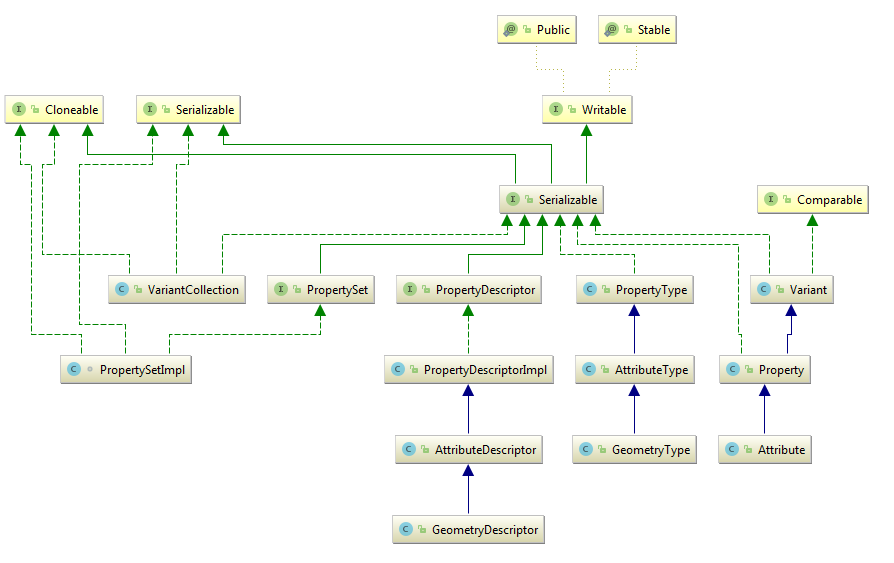 Public
Stable
Cloneable
Serializable
Writable
Serializable
Comparable
VariantCollection
PropertySet
PropertyDescriptor
PropertyType
Variant
PropertySetImpl
PropertyDescriptorImpl
AttributeType
Property
AttributeDescriptor
GeometryType
Attribute
GeometryDescriptor